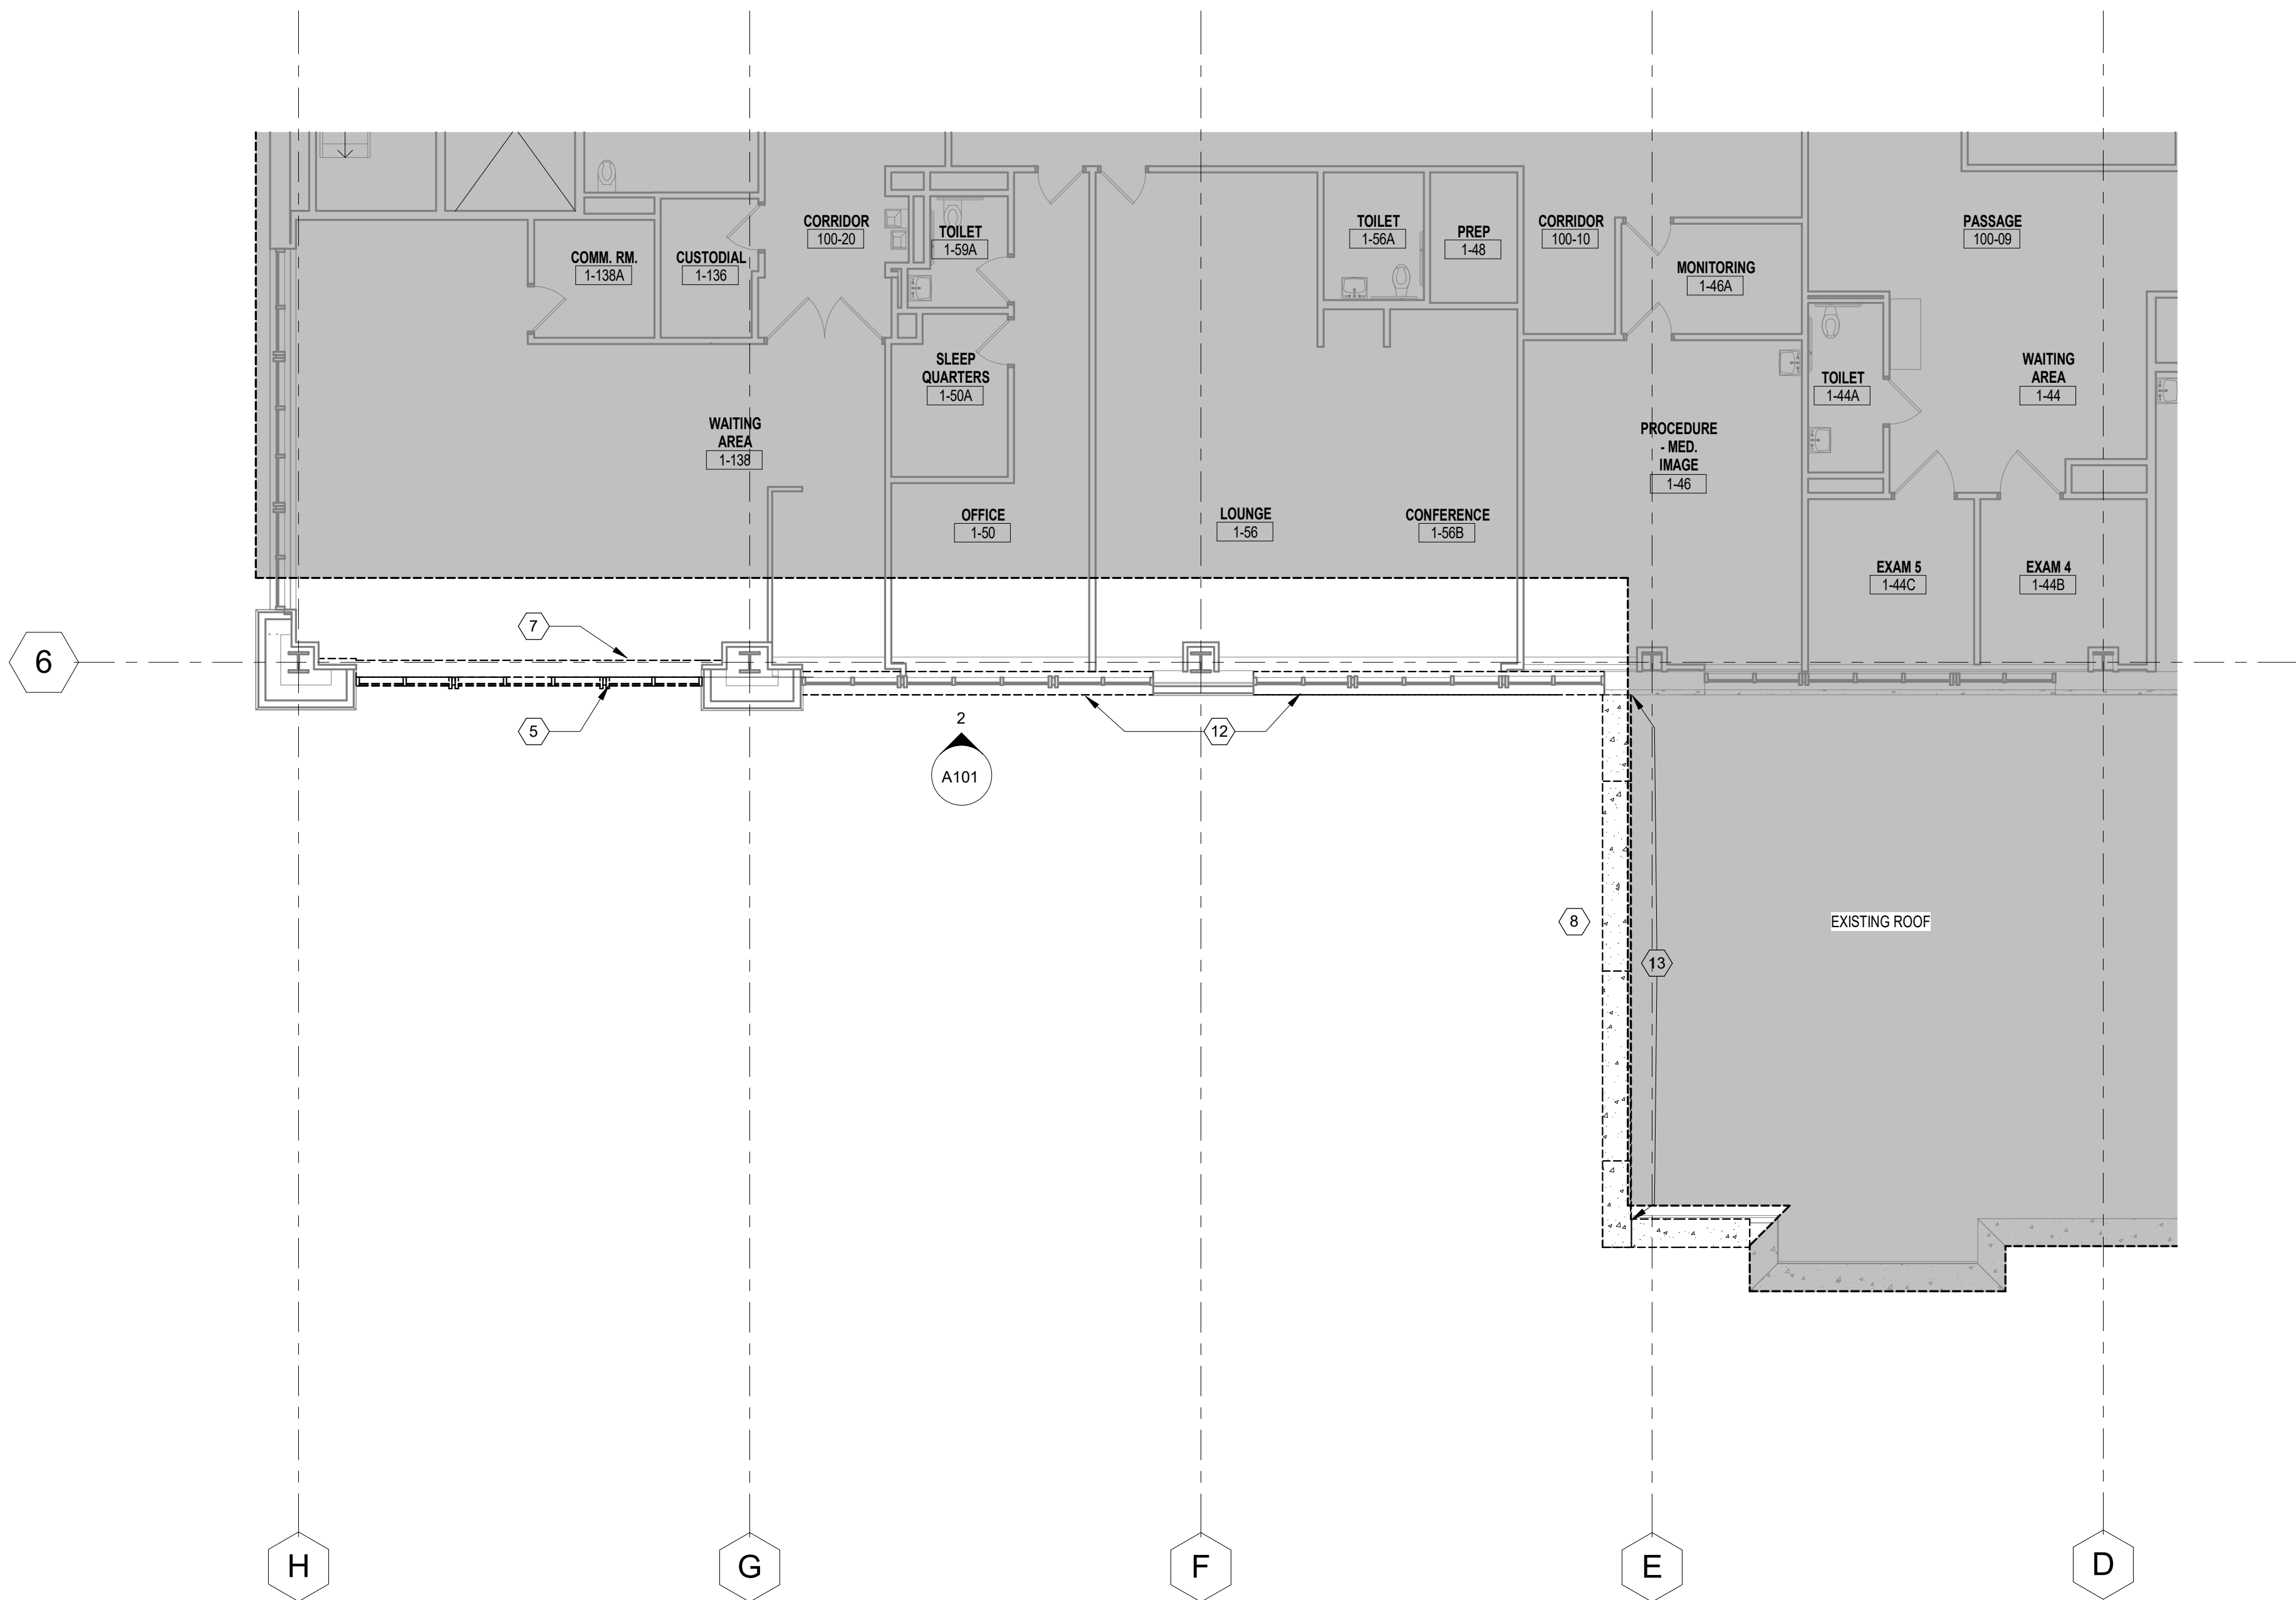 CORRIDOR
100-20
TOILET
1-59A
COMM. RM.
1-138A
CUSTODIAL
1-136
TOILET
1-56A
PREP
1-48
CORRIDOR
100-10
PASSAGE
100-09
MONITORING
1-46A
SLEEP
QUARTERS
1-50A
TOILET
1-44A
WAITING
AREA
1-44
WAITING
AREA
1-138
PROCEDURE
- MED.
IMAGE
1-46
OFFICE
1-50
LOUNGE
1-56
CONFERENCE
1-56B
EXAM 5
1-44C
EXAM 4
1-44B
7
6
5
2
A101
12
8
13
EXISTING ROOF
H
G
F
E
D